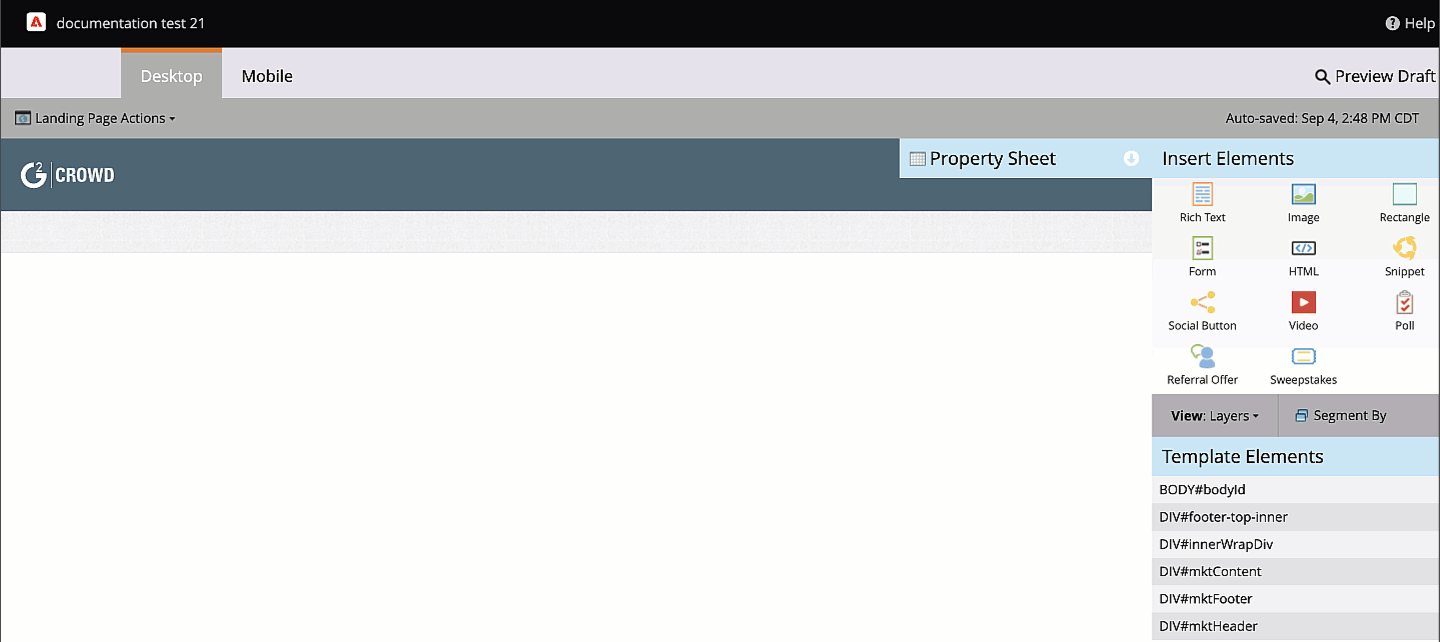 documentation test 21
Help
Desktop
Mobile
Preview Draft
Landing Page Actions
Auto-saved: Sep 4, 2:48 PM CDT
G2 CROWD
Property Sheet
Insert Elements
Rich Text
Image
Rectangle
Form
HTML
Snippet
Social Button
Video
Poll
Referral Offer
Sweepstakes
View: Layers
Segment By
Template Elements
BODY#bodyId
DIV#footer-top-inner
DIV#innerWrapDiv
DIV#mktContent
DIV#mktFooter
DIV#mktHeader